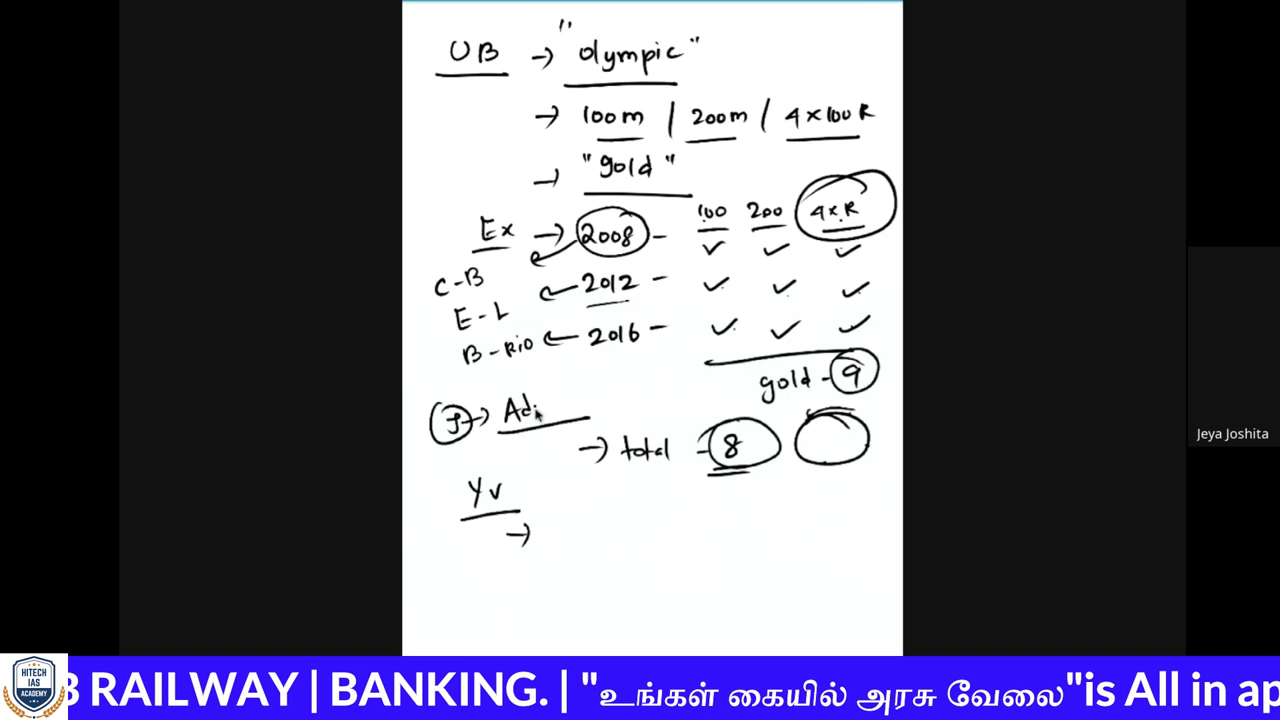 UB → "Olympic"
→ 100m / 200m / 4×100R
→ "gold"
100 200 4×R
Ex → 2008 – ✓ ✓ ✓
C-B
2012 – ✓ ✓ ✓
E-L
B-Rio ← 2016 – ✓ ✓ ✓
gold - 9
J → Adi
→ total - 8
Yv
→
Jeya Joshita
HITECH
IAS
ACADEMY
B RAILWAY | BANKING. | "உங்கள் கையில் அரசு வேலை"is All in ap